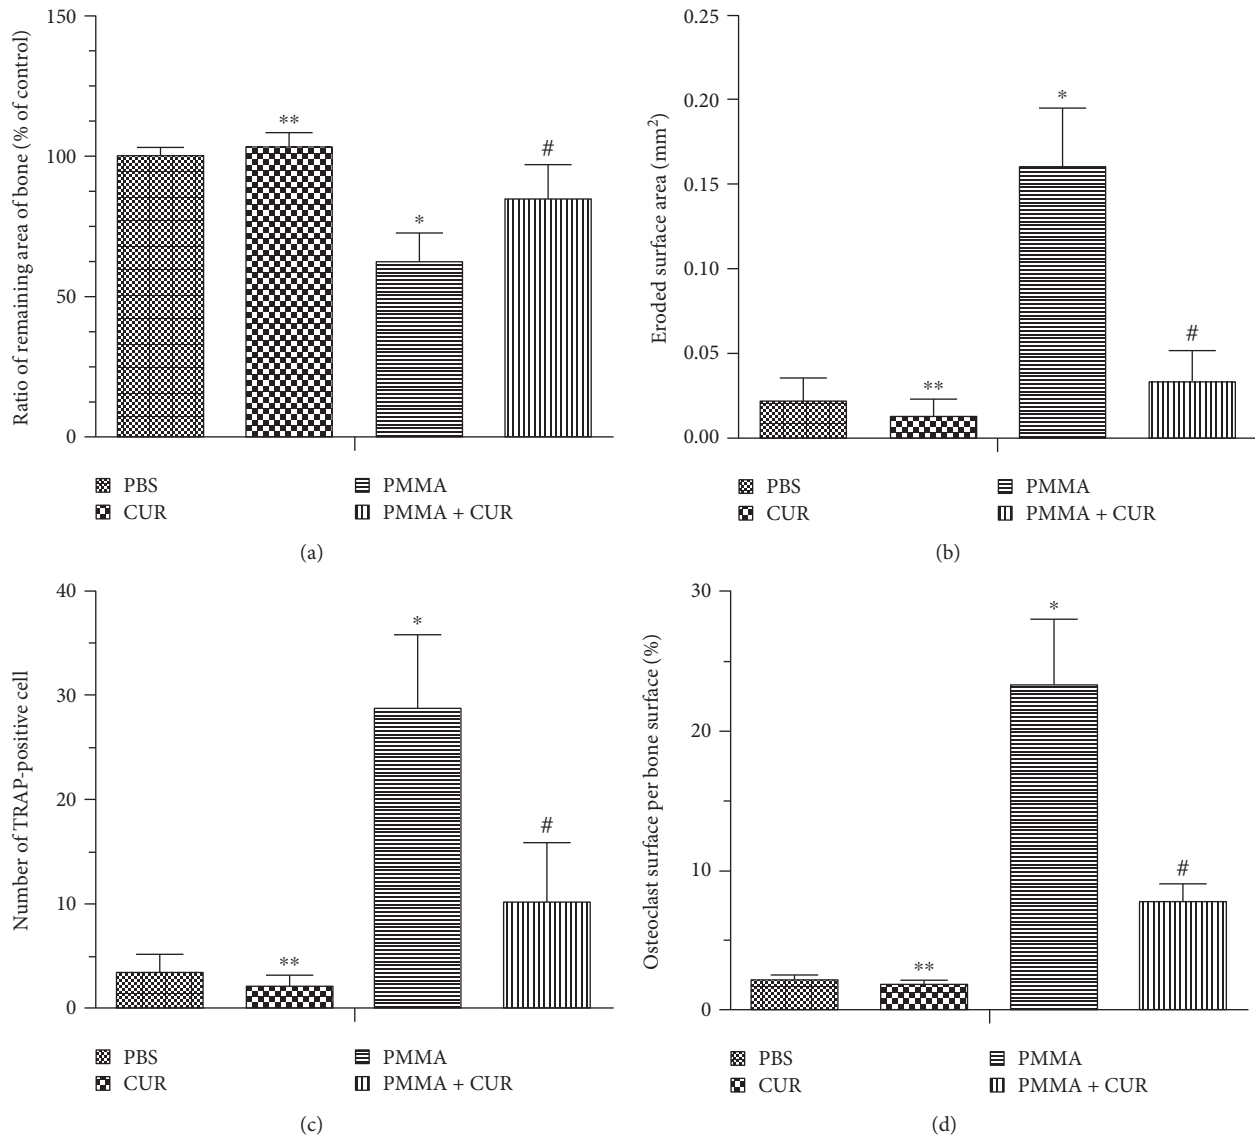 Ratio of remaining area of bone (% of control)
150
100
50
0
**
*
#
PBS
PMMA
CUR
PMMA + CUR
(a)
Eroded surface area (mm²)
0.25
0.20
0.15
0.10
0.05
0.00
**
*
#
PBS
PMMA
CUR
PMMA + CUR
(b)
Number of TRAP-positive cell
40
30
20
10
0
**
*
#
PBS
PMMA
CUR
PMMA + CUR
(c)
Osteoclast surface per bone surface (%)
30
20
10
0
**
*
#
PBS
PMMA
CUR
PMMA + CUR
(d)